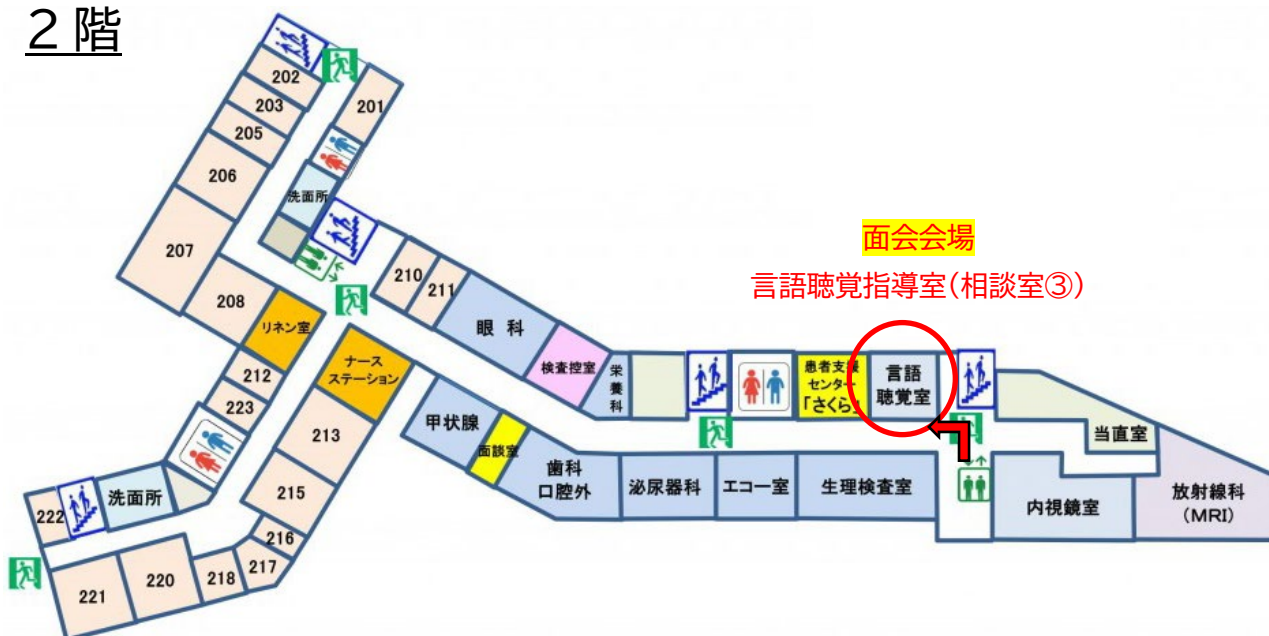 ２階
202
203
201
205
206
洗面所
207
210
211
208
リネン室
眼 科
検査控室
栄養科
面会会場
言語聴覚指導室(相談室③)
患者支援
センター
「さくら」
言語
聴覚室
当直室
212
223
ナース
ステーション
甲状腺
面談室
歯科
口腔外
泌尿器科
エコー室
生理検査室
内視鏡室
放射線科
(MRI)
213
215
216
217
218
220
221
222
洗面所